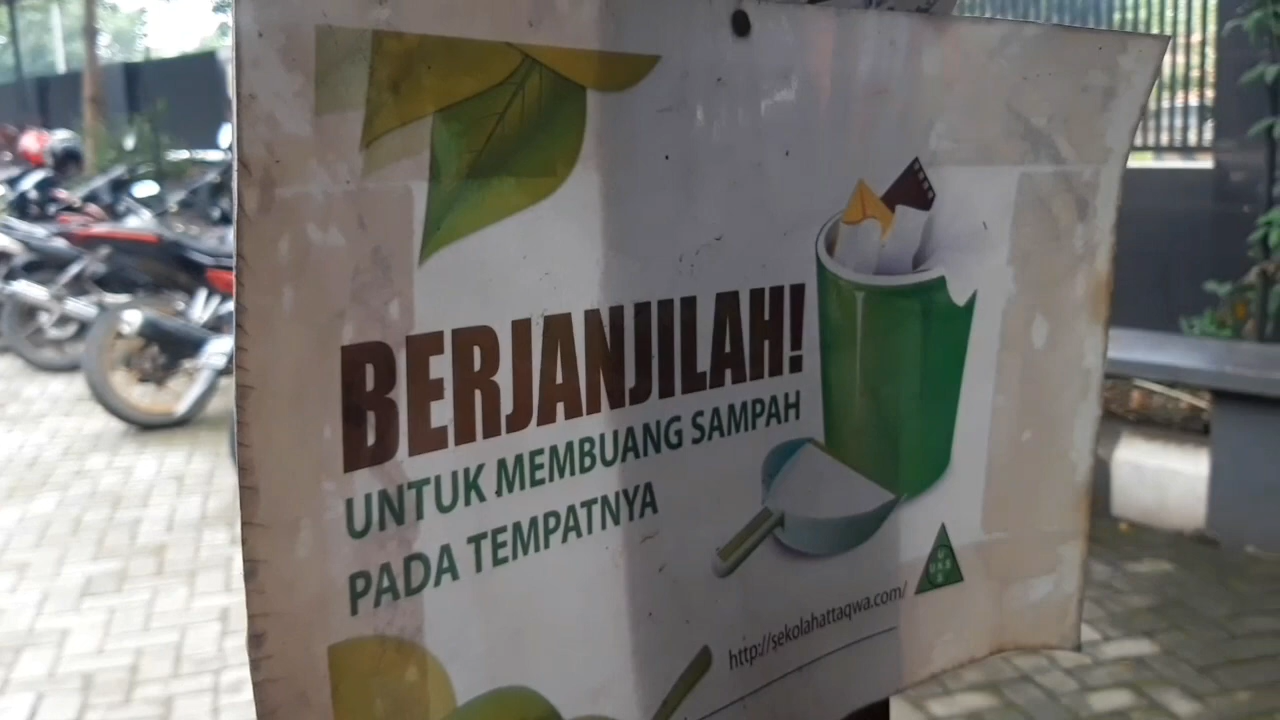 BERJANJILAH!
UNTUK MEMBUANG SAMPAH
PADA TEMPATNYA
http://sekolahattaqwa.com/